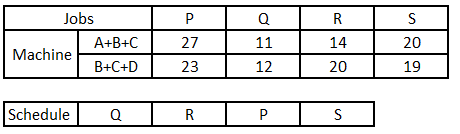 Jobs P Q R S
Machine A+B+C 27 11 14 20
B+C+D 23 12 20 19
Schedule Q R P S